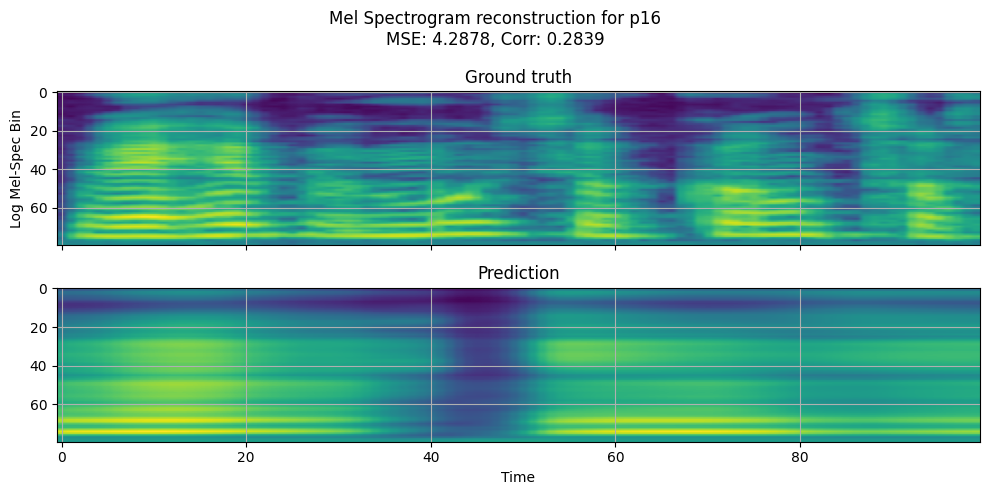 Mel Spectrogram reconstruction for p16
MSE: 4.2878, Corr: 0.2839
Ground truth
0
20
40
60
Log Mel-Spec Bin
Prediction
0
20
40
60
0 20 40 60 80
Time